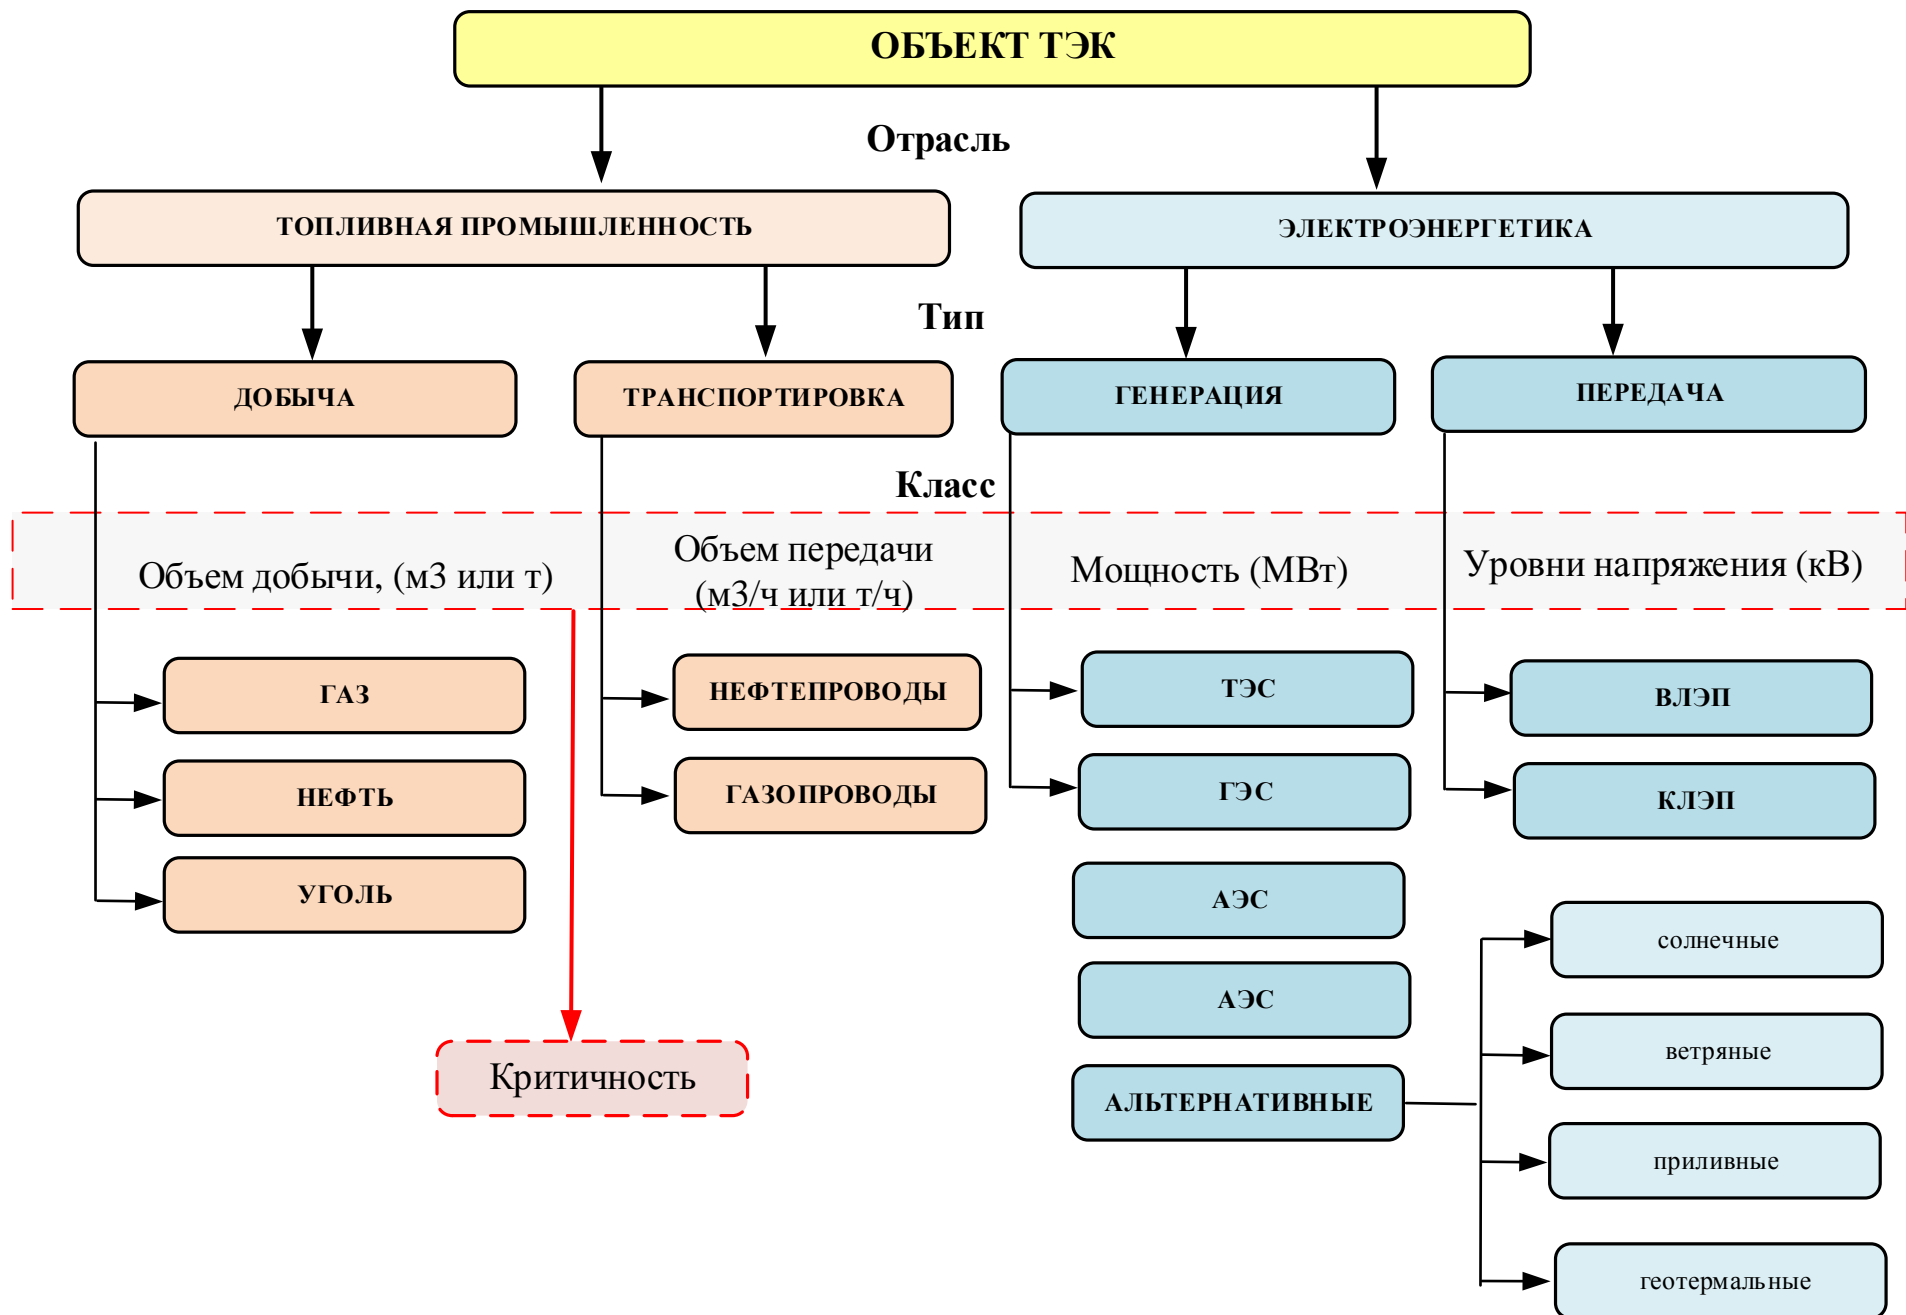 ОБЪЕКТ ТЭК
Отрасль
ТОПЛИВНАЯ ПРОМЫШЛЕННОСТЬ
ЭЛЕКТРОЭНЕРГЕТИКА
Тип
ДОБЫЧА
ТРАНСПОРТИРОВКА
ГЕНЕРАЦИЯ
ПЕРЕДАЧА
Класс
Объем добычи, (м3 или т)
Объем передачи
(м3/ч или т/ч)
Мощность (МВт)
Уровни напряжения (кВ)
ГАЗ
НЕФТЬ
УГОЛЬ
НЕФТЕПРОВОДЫ
ГАЗОПРОВОДЫ
ТЭС
ГЭС
АЭС
АЭС
АЛЬТЕРНАТИВНЫЕ
ВЛЭП
КЛЭП
солнечные
ветряные
приливные
геотермальные
Критичность